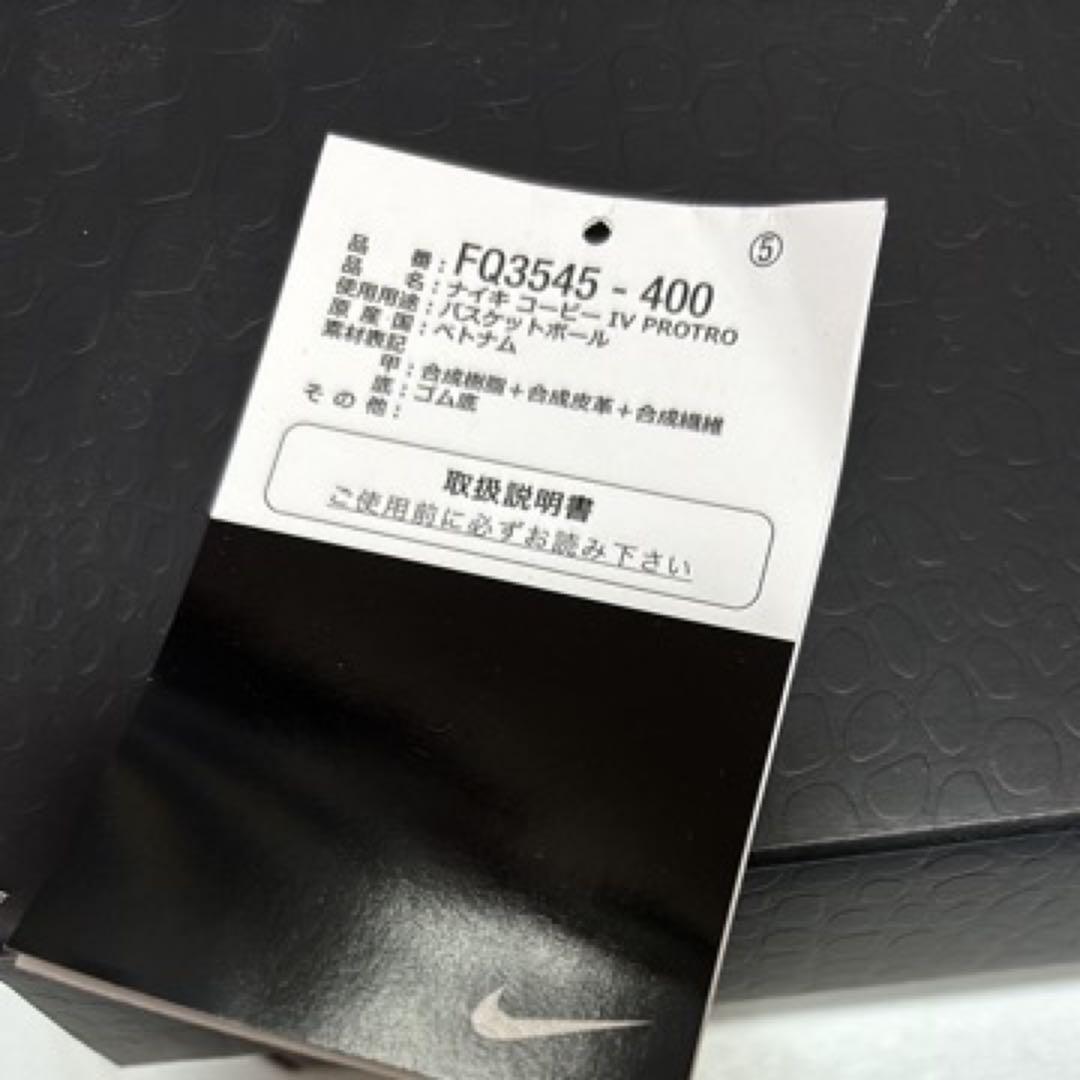 ⑤
品番:FQ3545-400
品名:ナイキ コービー IV PROTRO
使用用途:バスケットボール
原産国:ベトナム
素材表記
甲:合成樹脂+合成皮革+合成繊維
底:ゴム底
その他:
取扱説明書
ご使用前に必ずお読み下さい